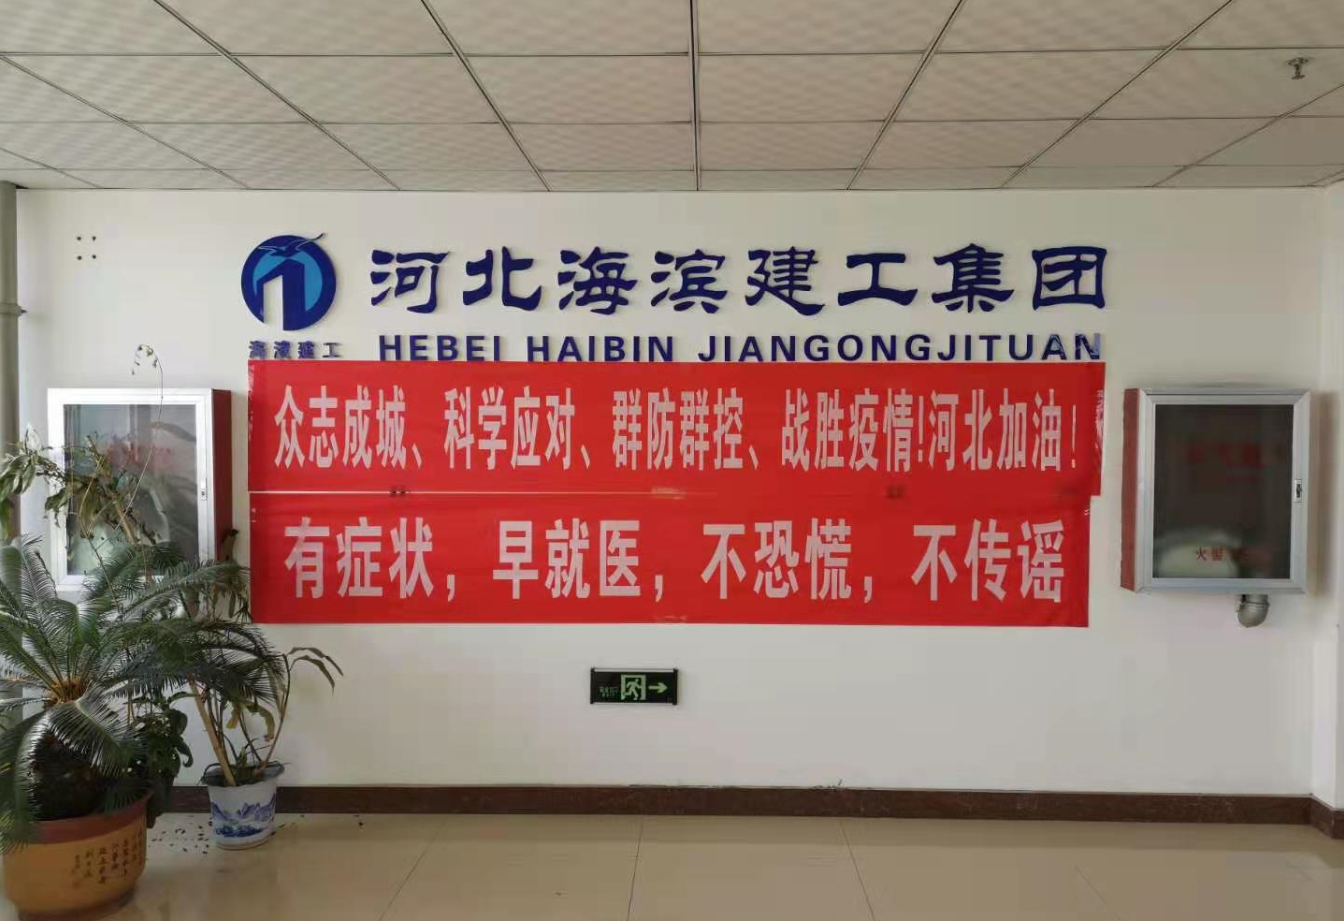 河北海滨建工集团
海滨建工
HEBEI HAIBIN JIANGONGJITUAN
众志成城、科学应对、群防群控、战胜疫情!河北加油!
有症状，早就医，不恐慌，不传谣
火